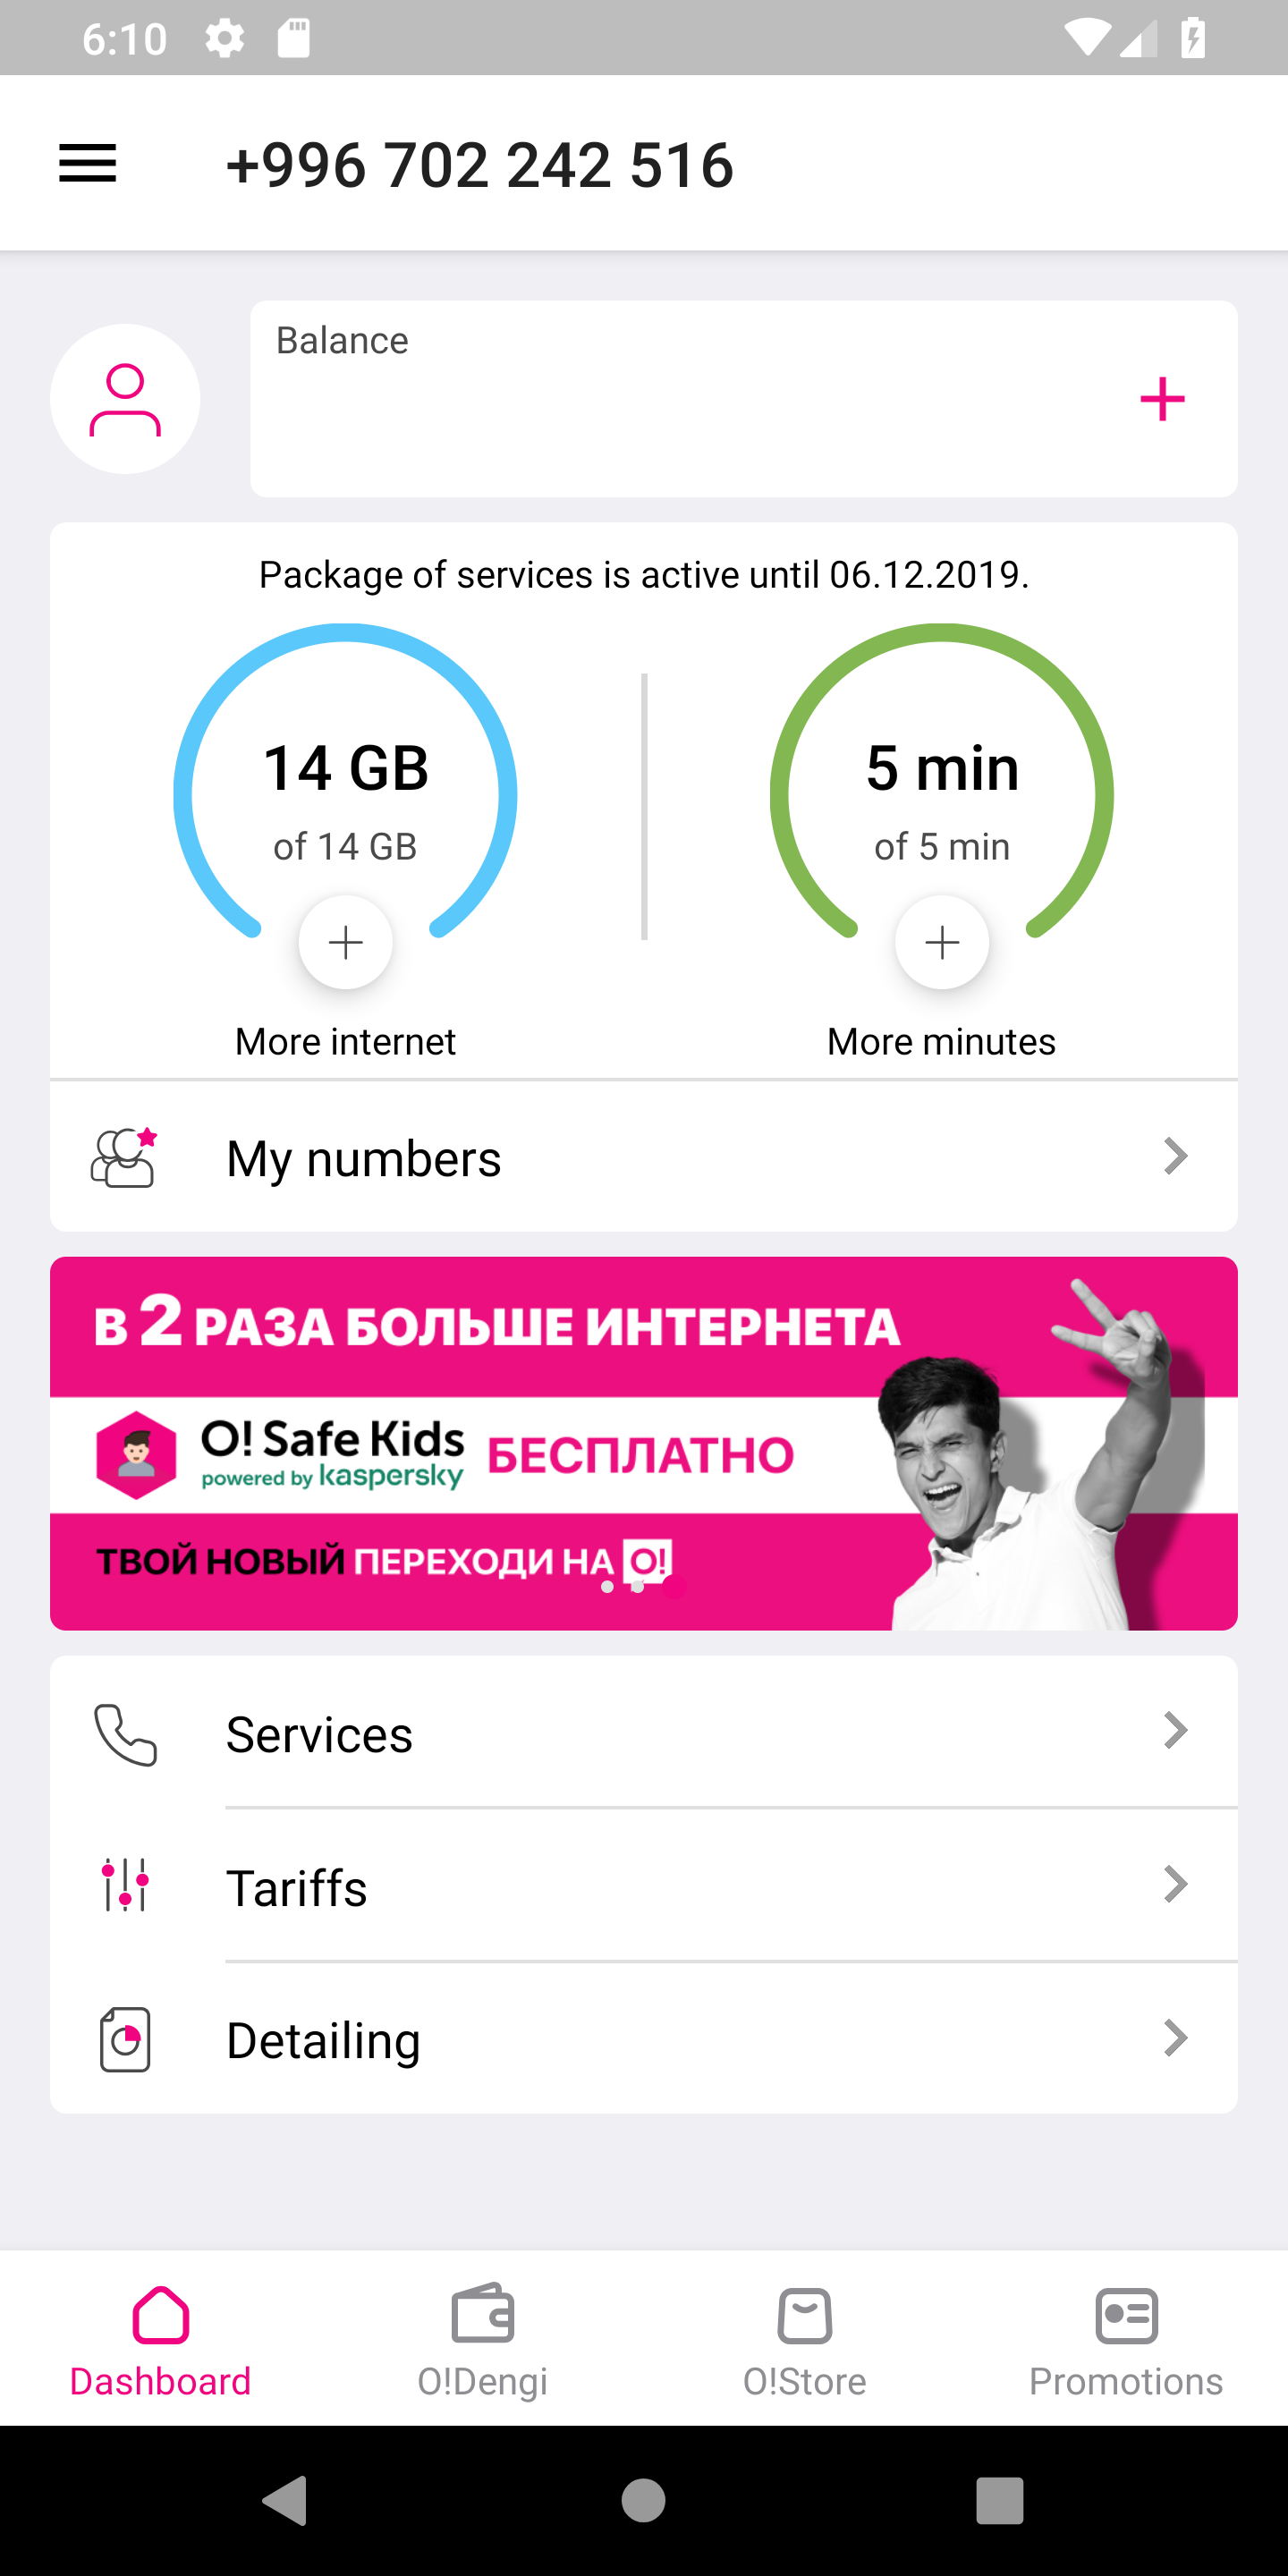 6:10
+996 702 242 516
Balance
Package of services is active until 06.12.2019.
14 GB
of 14 GB
5 min
of 5 min
More internet
More minutes
My numbers
В 2 РАЗА БОЛЬШЕ ИНТЕРНЕТА
O! Safe Kids
powered by kaspersky
БЕСПЛАТНО
ТВОЙ НОВЫЙ ПЕРЕХОДИ НА O!
Services
Tariffs
Detailing
Dashboard
O!Dengi
O!Store
Promotions